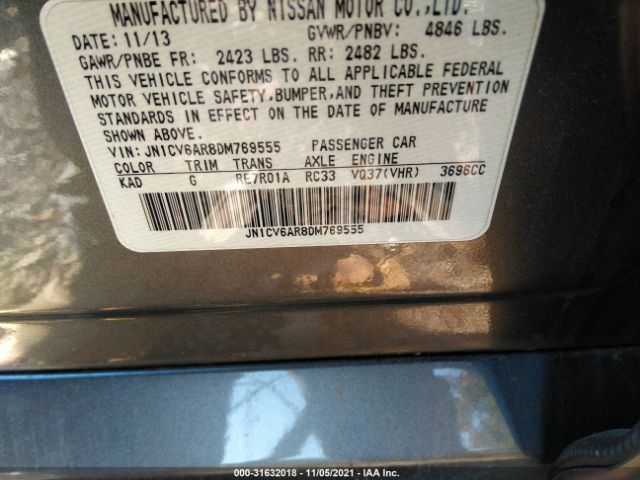 MANUFACTURED BY NISSAN MOTOR CO.,LTD.
DATE: 11/13 GVWR/PNBV: 4846 LBS.
GAWR/PNBE FR: 2423 LBS. RR: 2482 LBS.
THIS VEHICLE CONFORMS TO ALL APPLICABLE FEDERAL
MOTOR VEHICLE SAFETY,BUMPER,AND THEFT PREVENTION
STANDARDS IN EFFECT ON THE DATE OF MANUFACTURE
SHOWN ABOVE.
VIN: JN1CV6AR8DM769555 PASSENGER CAR
COLOR TRIM TRANS AXLE ENGINE
KAD G RE7R01A RC33 VQ37(VHR) 3696CC
JN1CV6AR8DM769555
000-31632018 - 11/05/2021 - IAA Inc.